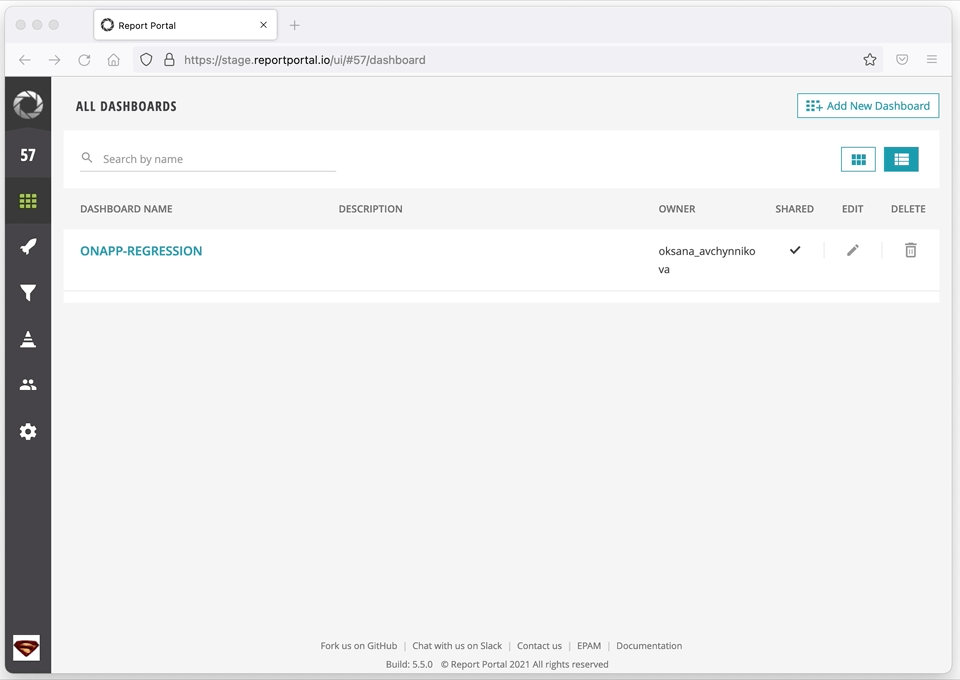 Report Portal
https://stage.reportportal.io/ui/#57/dashboard
57
ALL DASHBOARDS
Add New Dashboard
Search by name
DASHBOARD NAME DESCRIPTION OWNER SHARED EDIT DELETE
ONAPP-REGRESSION oksana_avchynniko
va
Fork us on GitHub | Chat with us on Slack | Contact us | EPAM | Documentation
Build: 5.5.0 © Report Portal 2021 All rights reserved